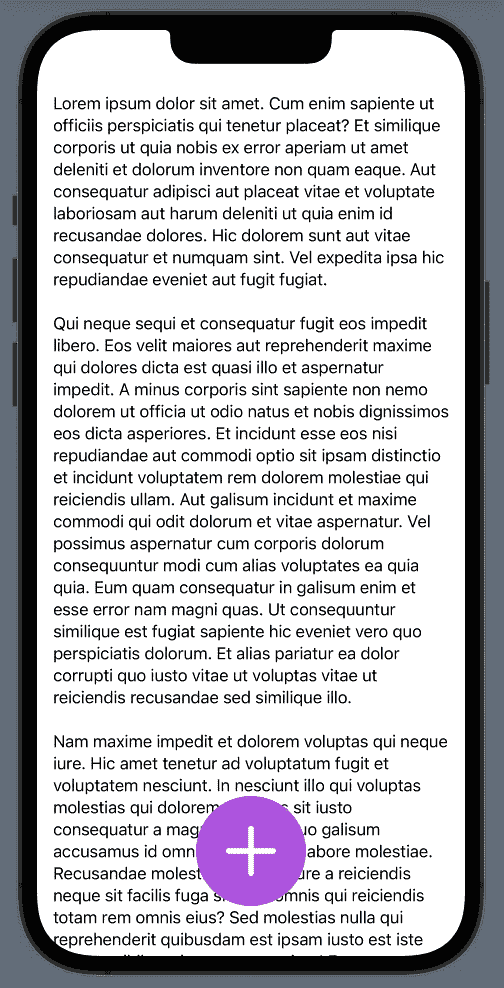 Lorem ipsum dolor sit amet. Cum enim sapiente ut
officiis perspiciatis qui tenetur placeat? Et similique
corporis ut quia nobis ex error aperiam ut amet
deleniti et dolorum inventore non quam eaque. Aut
consequatur adipisci aut placeat vitae et voluptate
laboriosam aut harum deleniti ut quia enim id
recusandae dolores. Hic dolorem sunt aut vitae
consequatur et numquam sint. Vel expedita ipsa hic
repudiandae eveniet aut fugit fugiat.
Qui neque sequi et consequatur fugit eos impedit
libero. Eos velit maiores aut reprehenderit maxime
qui dolores dicta est quasi illo et aspernatur
impedit. A minus corporis sint sapiente non nemo
dolorem ut officia ut odio natus et nobis dignissimos
eos dicta asperiores. Et incidunt esse eos nisi
repudiandae aut commodi optio sit ipsam distinctio
et incidunt voluptatem rem dolorem molestiae qui
reiciendis ullam. Aut galisum incidunt et maxime
commodi qui odit dolorum et vitae aspernatur. Vel
possimus aspernatur cum corporis dolorum
consequuntur modi cum alias voluptates ea quia
quia. Eum quam consequatur in galisum enim et
esse error nam magni quas. Ut consequuntur
similique est fugiat sapiente hic eveniet vero quo
perspiciatis dolorum. Et alias pariatur ea dolor
corrupti quo iusto vitae ut voluptas vitae ut
reiciendis recusandae sed similique illo.
Nam maxime impedit et dolorem voluptas qui neque
iure. Hic amet tenetur ad voluptatum fugit et
voluptatem nesciunt. In nesciunt illo qui voluptas
molestias qui sit iusto
consequatur a galisum
accusamus id molestiae.
Recusandae a reiciendis
neque sit facilis fuga omnis qui reiciendis
totam rem omnis eius? Sed molestias nulla qui
reprehenderit quibusdam est ipsam iusto est iste